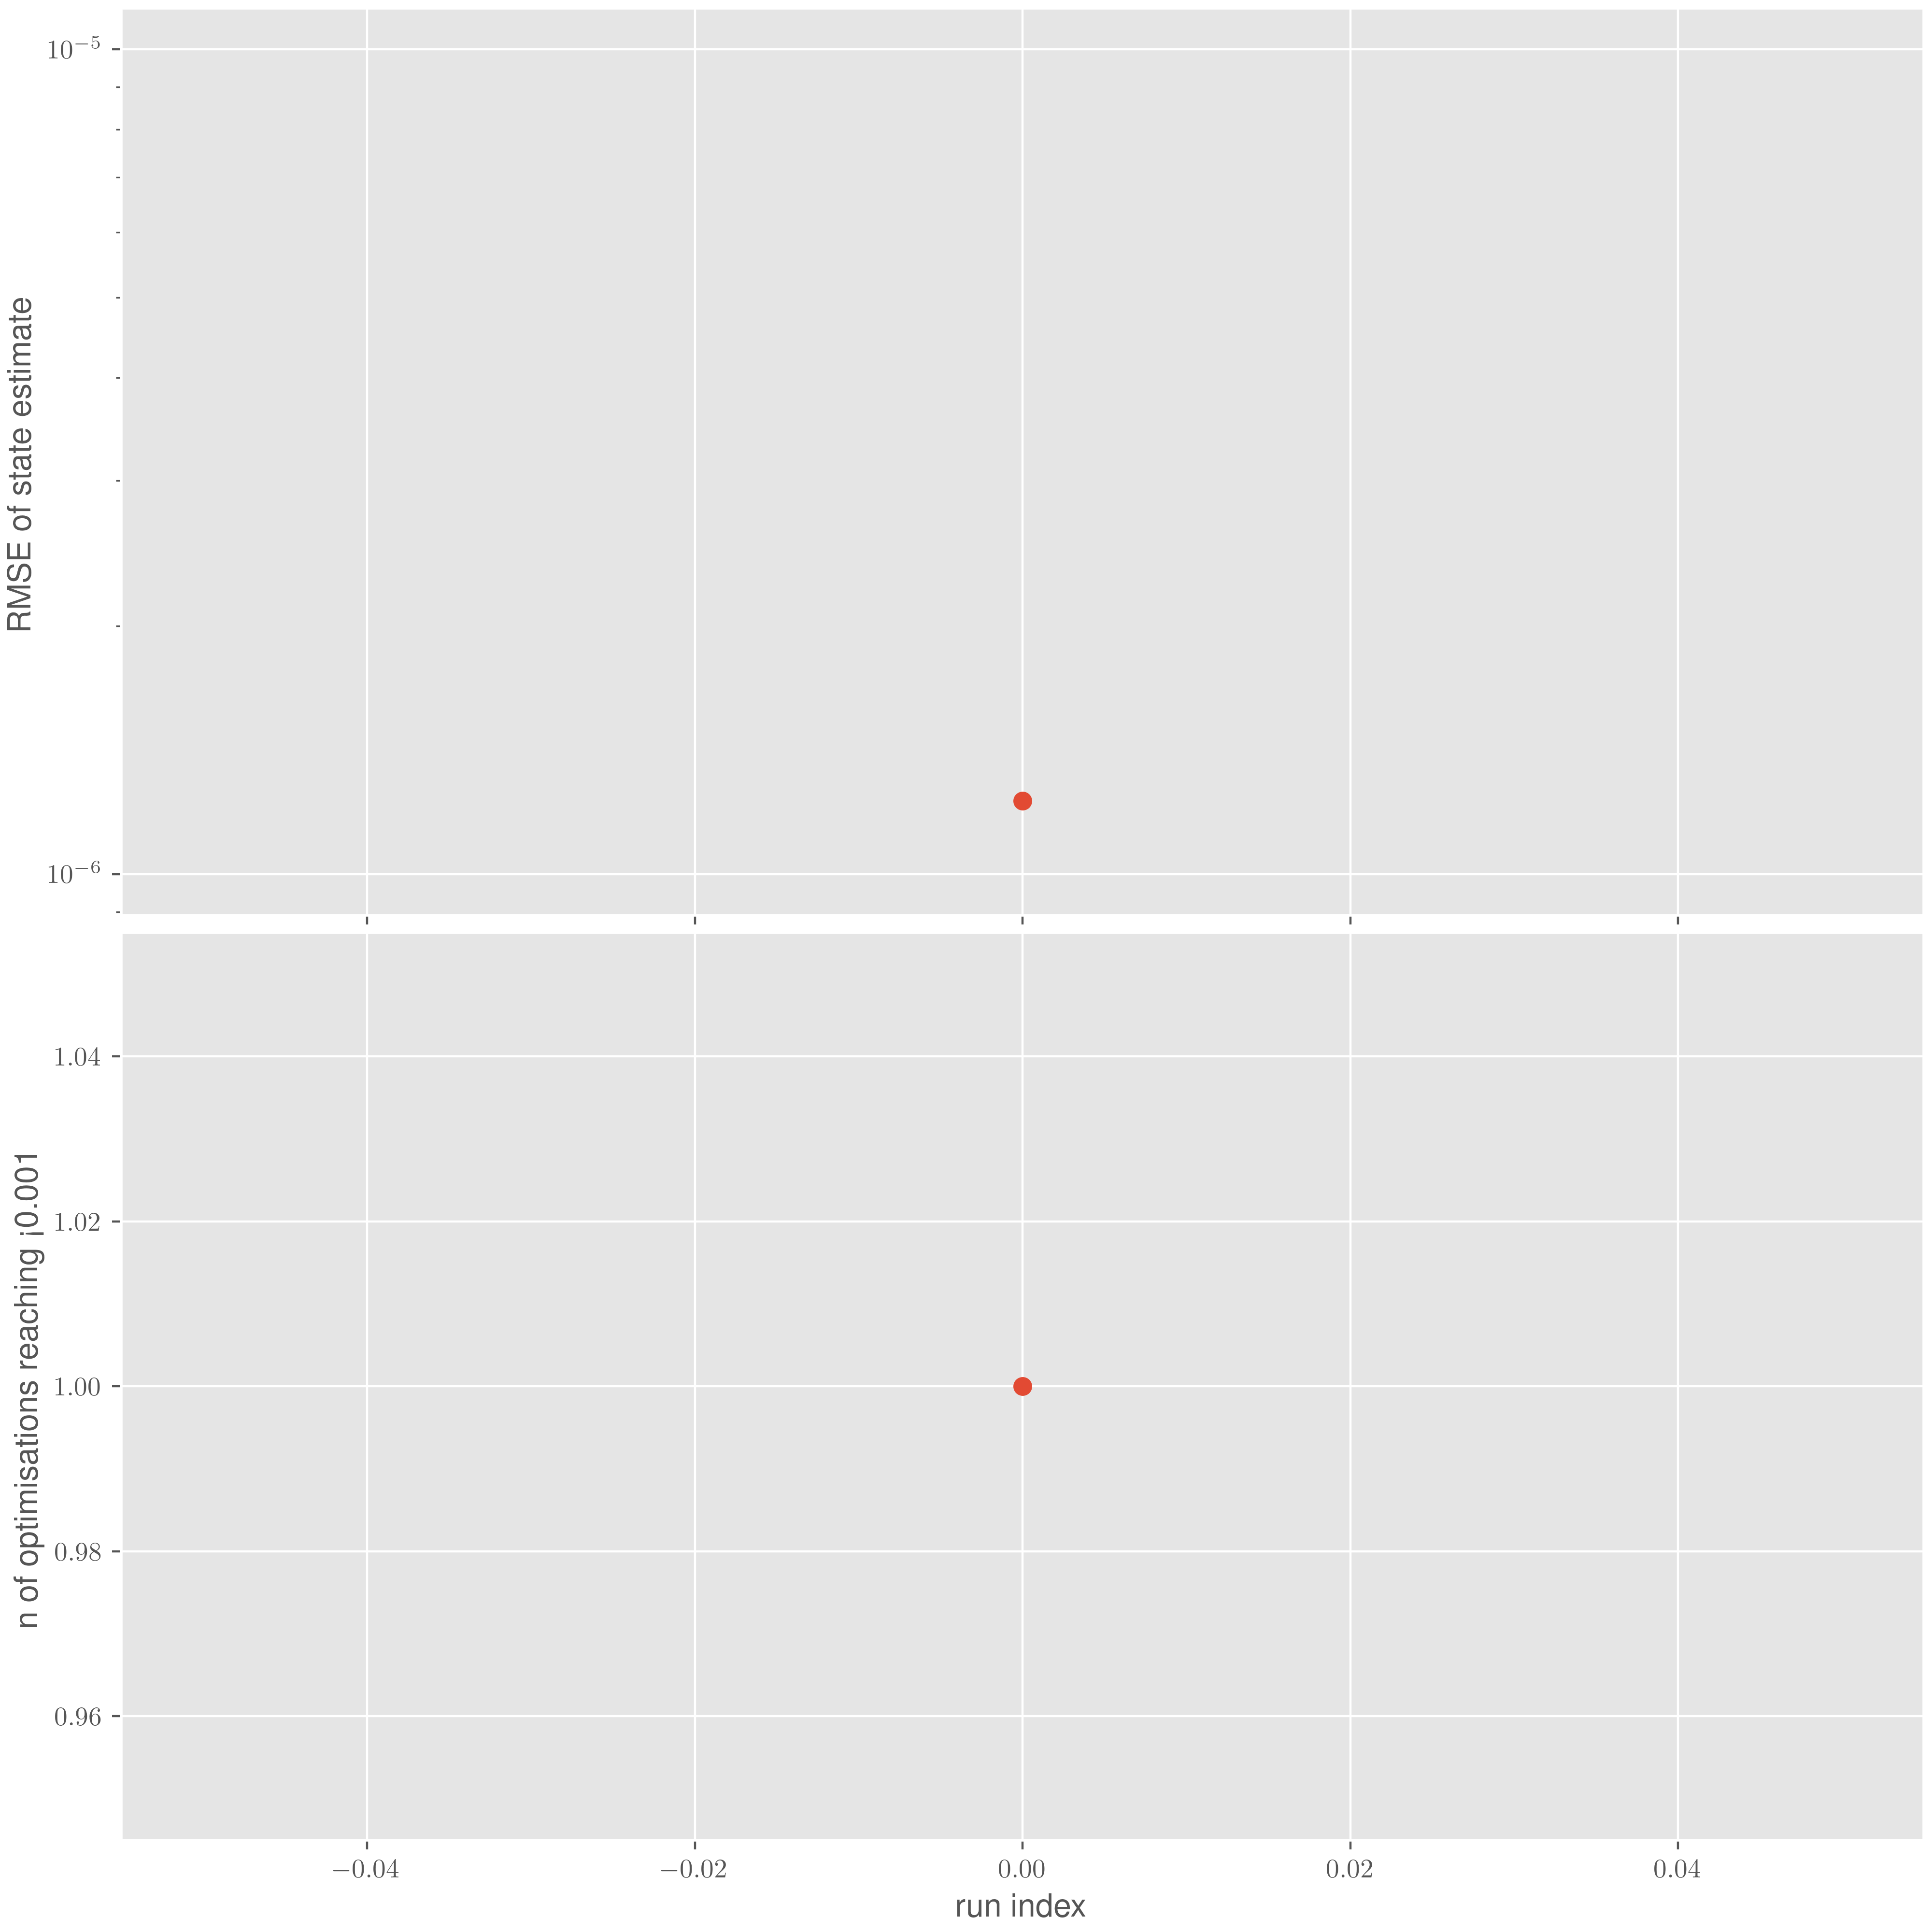 RMSE of state estimate
10⁻⁵
10⁻⁶
n of optimisations reaching ¡0.001
1.04
1.02
1.00
0.98
0.96
−0.04 −0.02 0.00 0.02 0.04
run index